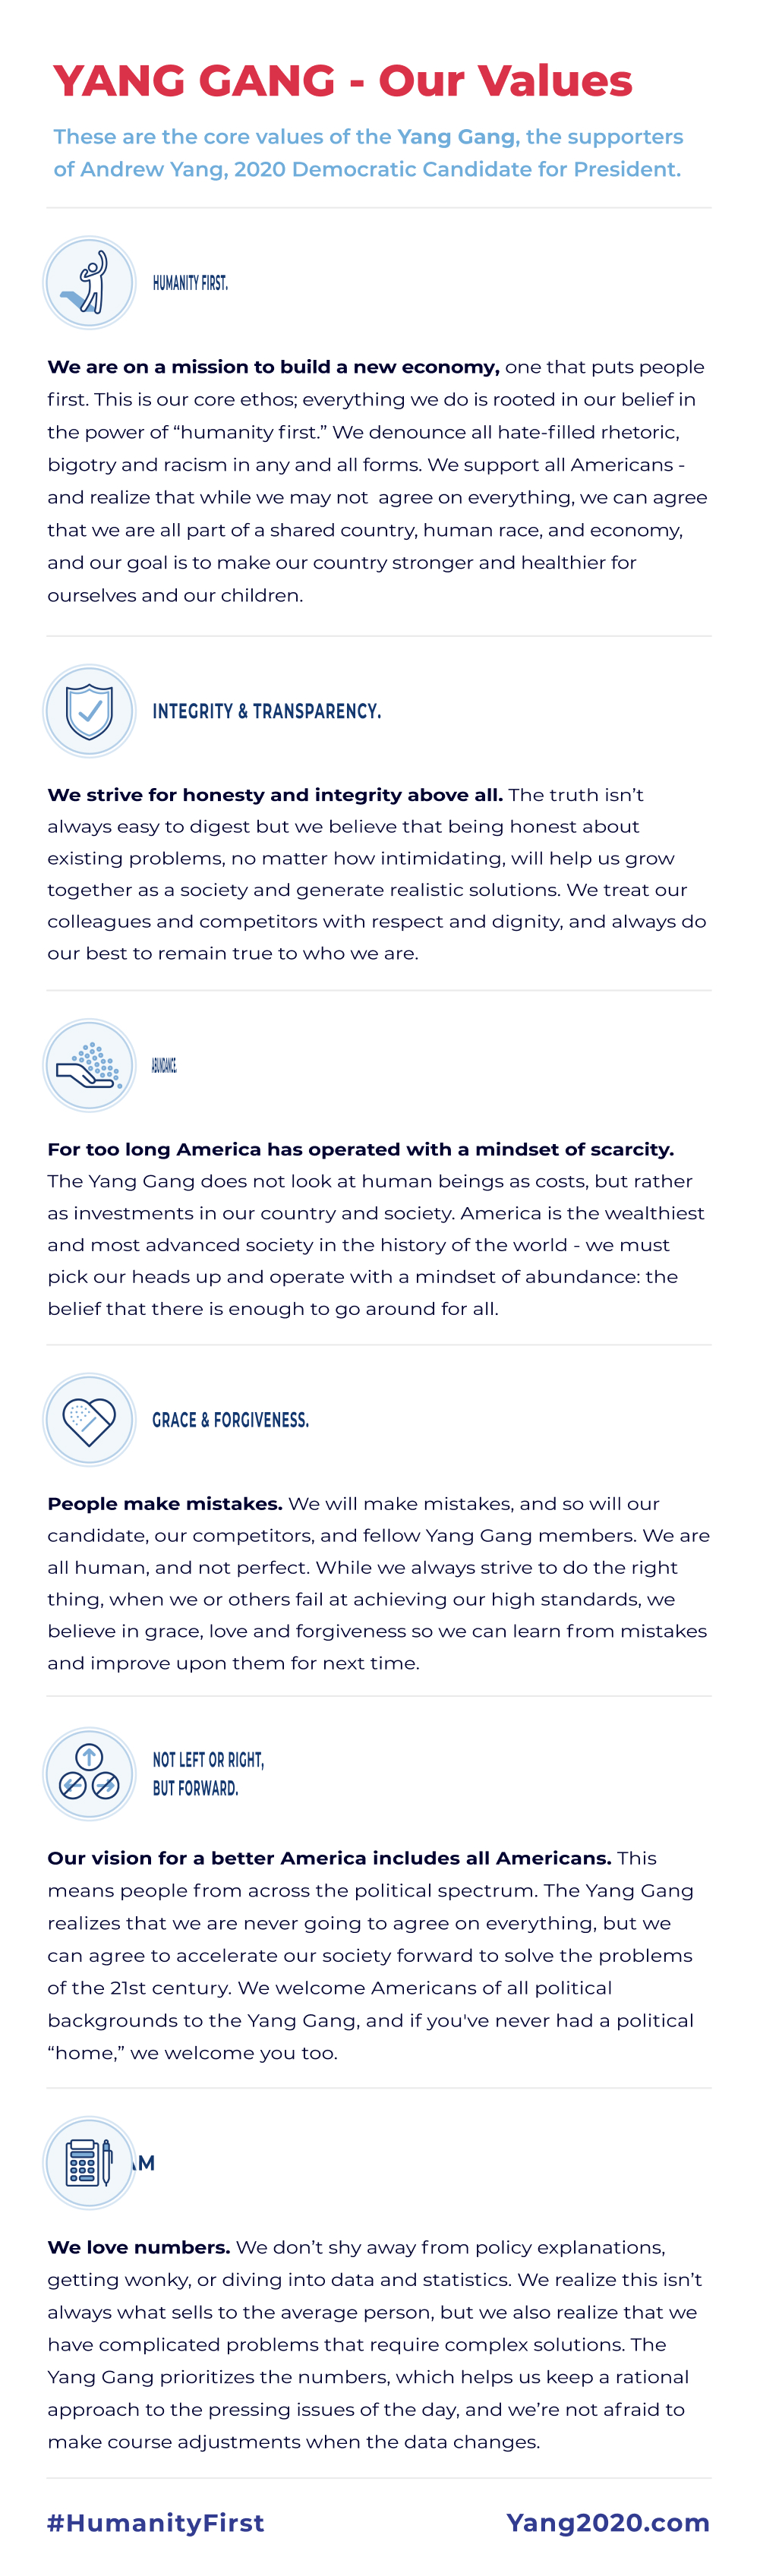 YANG GANG - Our Values
These are the core values of the Yang Gang, the supporters
of Andrew Yang, 2020 Democratic Candidate for President.
HUMANITY FIRST.
We are on a mission to build a new economy, one that puts people
first. This is our core ethos; everything we do is rooted in our belief in
the power of “humanity first.” We denounce all hate-filled rhetoric,
bigotry and racism in any and all forms. We support all Americans -
and realize that while we may not  agree on everything, we can agree
that we are all part of a shared country, human race, and economy,
and our goal is to make our country stronger and healthier for
ourselves and our children.
INTEGRITY & TRANSPARENCY.
We strive for honesty and integrity above all. The truth isn’t
always easy to digest but we believe that being honest about
existing problems, no matter how intimidating, will help us grow
together as a society and generate realistic solutions. We treat our
colleagues and competitors with respect and dignity, and always do
our best to remain true to who we are.
ABUNDANCE.
For too long America has operated with a mindset of scarcity.
The Yang Gang does not look at human beings as costs, but rather
as investments in our country and society. America is the wealthiest
and most advanced society in the history of the world - we must
pick our heads up and operate with a mindset of abundance: the
belief that there is enough to go around for all.
GRACE & FORGIVENESS.
People make mistakes. We will make mistakes, and so will our
candidate, our competitors, and fellow Yang Gang members. We are
all human, and not perfect. While we always strive to do the right
thing, when we or others fail at achieving our high standards, we
believe in grace, love and forgiveness so we can learn from mistakes
and improve upon them for next time.
NOT LEFT OR RIGHT,
BUT FORWARD.
Our vision for a better America includes all Americans. This
means people from across the political spectrum. The Yang Gang
realizes that we are never going to agree on everything, but we
can agree to accelerate our society forward to solve the problems
of the 21st century. We welcome Americans of all political
backgrounds to the Yang Gang, and if you've never had a political
“home,” we welcome you too.
We love numbers. We don’t shy away from policy explanations,
getting wonky, or diving into data and statistics. We realize this isn’t
always what sells to the average person, but we also realize that we
have complicated problems that require complex solutions. The
Yang Gang prioritizes the numbers, which helps us keep a rational
approach to the pressing issues of the day, and we’re not afraid to
make course adjustments when the data changes.
#HumanityFirst
Yang2020.com